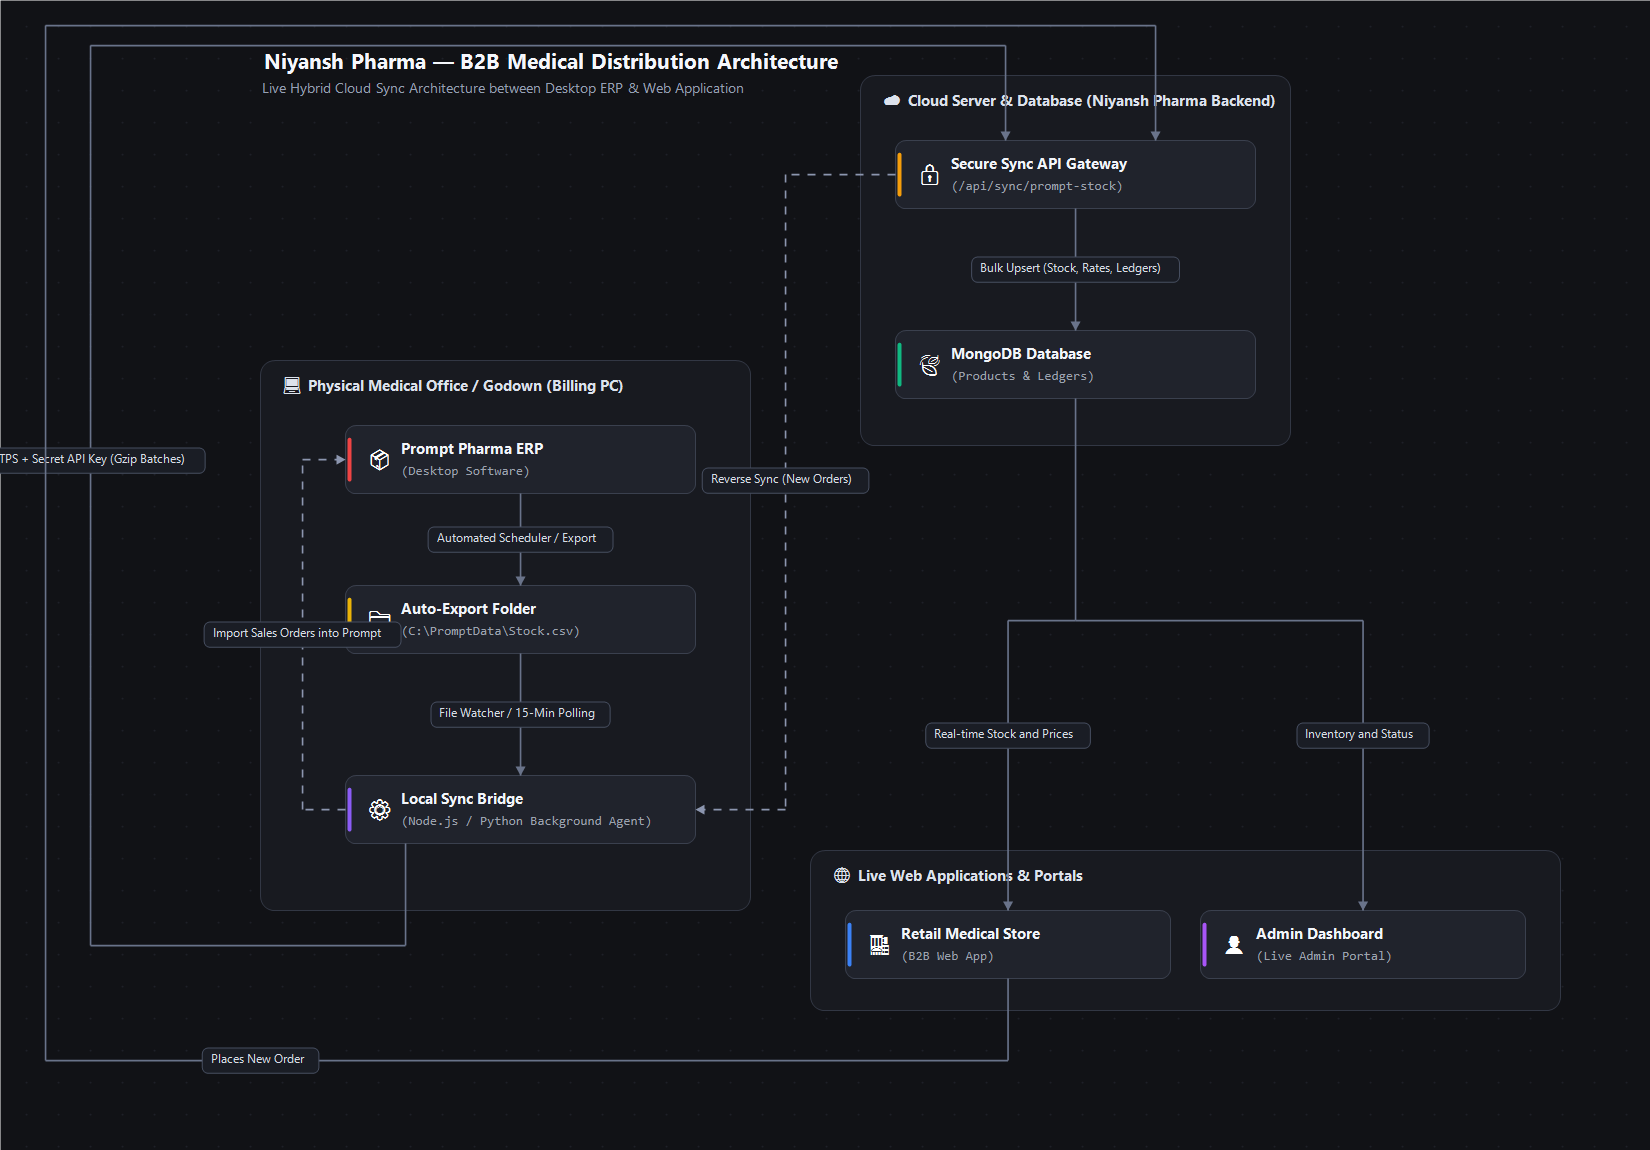 Niyansh Pharma — B2B Medical Distribution Architecture
Live Hybrid Cloud Sync Architecture between Desktop ERP & Web Application
Cloud Server & Database (Niyansh Pharma Backend)
Secure Sync API Gateway
(/api/sync/prompt-stock)
Bulk Upsert (Stock, Rates, Ledgers)
MongoDB Database
(Products & Ledgers)
Physical Medical Office / Godown (Billing PC)
Prompt Pharma ERP
(Desktop Software)
TPS + Secret API Key (Gzip Batches)
Reverse Sync (New Orders)
Automated Scheduler / Export
Auto-Export Folder
(C:\PromptData\Stock.csv)
Import Sales Orders into Prompt
File Watcher / 15-Min Polling
Local Sync Bridge
(Node.js / Python Background Agent)
Real-time Stock and Prices
Inventory and Status
Live Web Applications & Portals
Retail Medical Store
(B2B Web App)
Admin Dashboard
(Live Admin Portal)
Places New Order